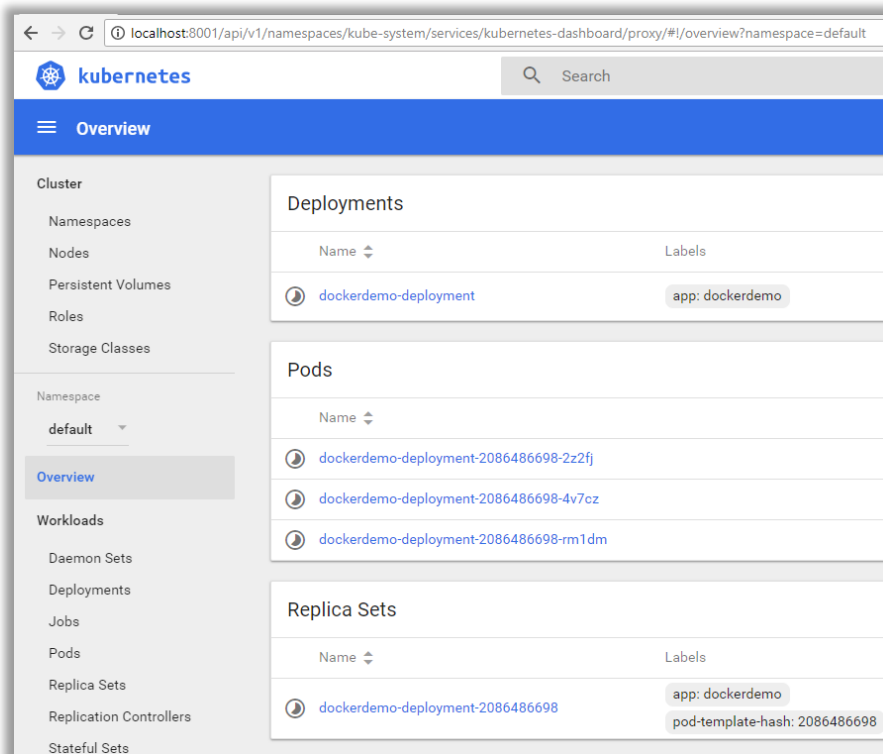 localhost:8001/api/v1/namespaces/kube-system/services/kubernetes-dashboard/proxy/#!/overview?namespace=default
kubernetes
Search
Overview
Cluster
Namespaces
Nodes
Persistent Volumes
Roles
Storage Classes
Namespace
default
Overview
Workloads
Daemon Sets
Deployments
Jobs
Pods
Replica Sets
Replication Controllers
Stateful Sets
Deployments
Name Labels
dockerdemo-deployment app: dockerdemo
Pods
Name
dockerdemo-deployment-2086486698-2z2fj
dockerdemo-deployment-2086486698-4v7cz
dockerdemo-deployment-2086486698-rm1dm
Replica Sets
Name Labels
dockerdemo-deployment-2086486698 app: dockerdemo
pod-template-hash: 2086486698